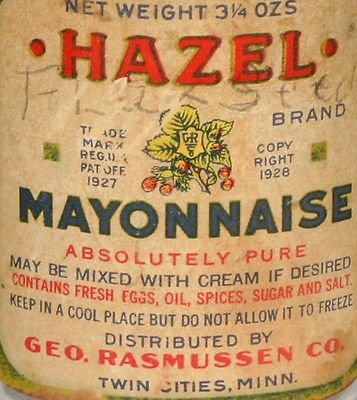 NET WEIGHT 3¼ OZS
• HAZEL •
BRAND
TRADE
MARK
REG.U.S.
PAT.OFF.
1927
GR
COPY
RIGHT
1928
MAYONNAISE
ABSOLUTELY PURE
MAY BE MIXED WITH CREAM IF DESIRED
CONTAINS FRESH EGGS, OIL, SPICES, SUGAR AND SALT.
KEEP IN A COOL PLACE BUT DO NOT ALLOW IT TO FREEZE
DISTRIBUTED BY
GEO. RASMUSSEN CO.
TWIN CITIES, MINN.